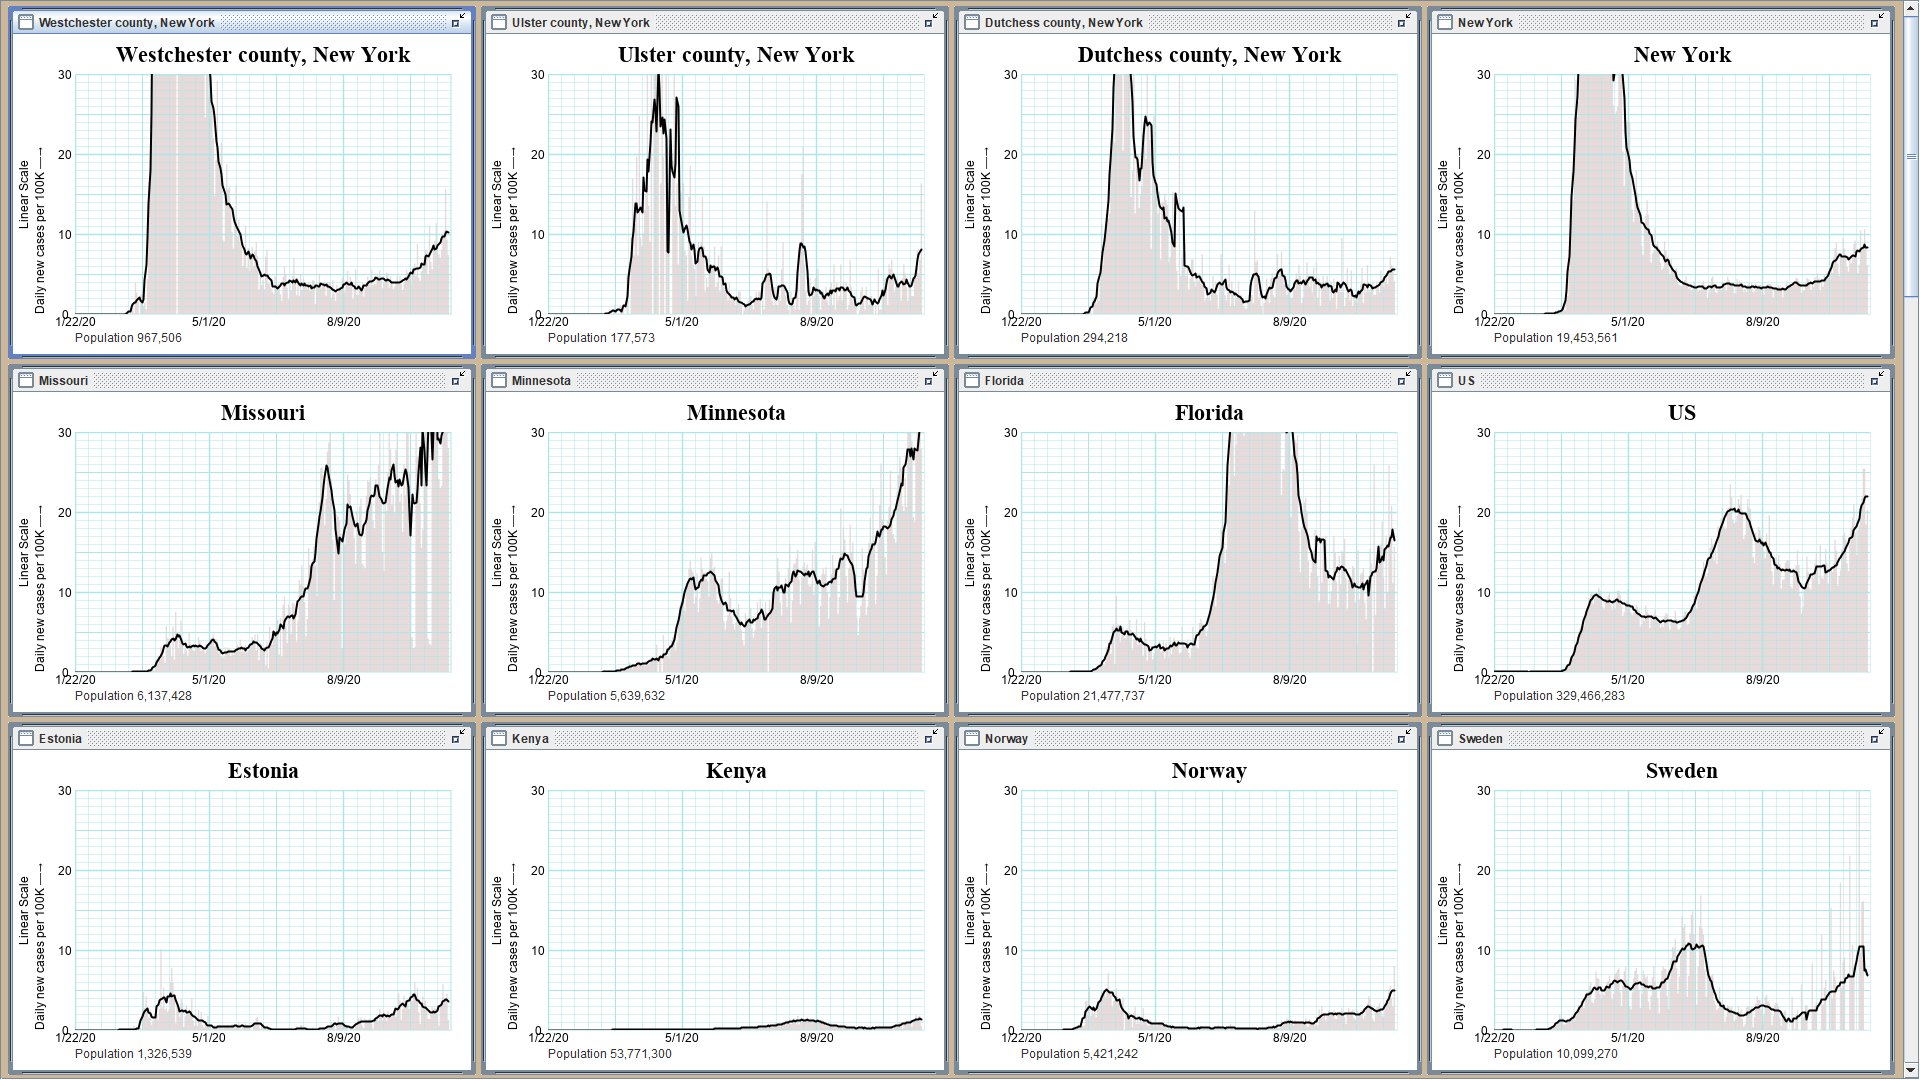 Westchester county, New York
Westchester county, New York
30
20
10
0
Linear Scale
Daily new cases per 100K —→
1/22/20 5/1/20 8/9/20
Population 967,506
Ulster county, New York
Ulster county, New York
30
20
10
0
Linear Scale
Daily new cases per 100K —→
1/22/20 5/1/20 8/9/20
Population 177,573
Dutchess county, New York
Dutchess county, New York
30
20
10
0
Linear Scale
Daily new cases per 100K —→
1/22/20 5/1/20 8/9/20
Population 294,218
New York
New York
30
20
10
0
Linear Scale
Daily new cases per 100K —→
1/22/20 5/1/20 8/9/20
Population 19,453,561
Missouri
Missouri
30
20
10
0
Linear Scale
Daily new cases per 100K —→
1/22/20 5/1/20 8/9/20
Population 6,137,428
Minnesota
Minnesota
30
20
10
0
Linear Scale
Daily new cases per 100K —→
1/22/20 5/1/20 8/9/20
Population 5,639,632
Florida
Florida
30
20
10
0
Linear Scale
Daily new cases per 100K —→
1/22/20 5/1/20 8/9/20
Population 21,477,737
US
US
30
20
10
0
Linear Scale
Daily new cases per 100K —→
1/22/20 5/1/20 8/9/20
Population 329,466,283
Estonia
Estonia
30
20
10
0
Linear Scale
Daily new cases per 100K —→
1/22/20 5/1/20 8/9/20
Population 1,326,539
Kenya
Kenya
30
20
10
0
Linear Scale
Daily new cases per 100K —→
1/22/20 5/1/20 8/9/20
Population 53,771,300
Norway
Norway
30
20
10
0
Linear Scale
Daily new cases per 100K —→
1/22/20 5/1/20 8/9/20
Population 5,421,242
Sweden
Sweden
30
20
10
0
Linear Scale
Daily new cases per 100K —→
1/22/20 5/1/20 8/9/20
Population 10,099,270